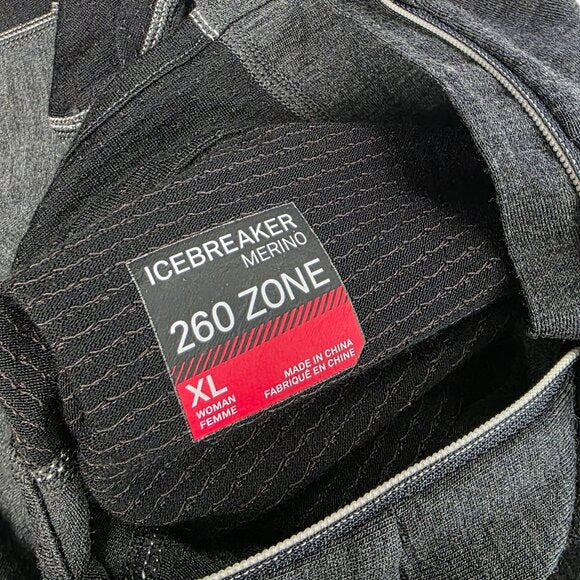 ICEBREAKER
MERINO
260 ZONE
XL
WOMAN
FEMME
MADE IN CHINA
FABRIQUÉ EN CHINE